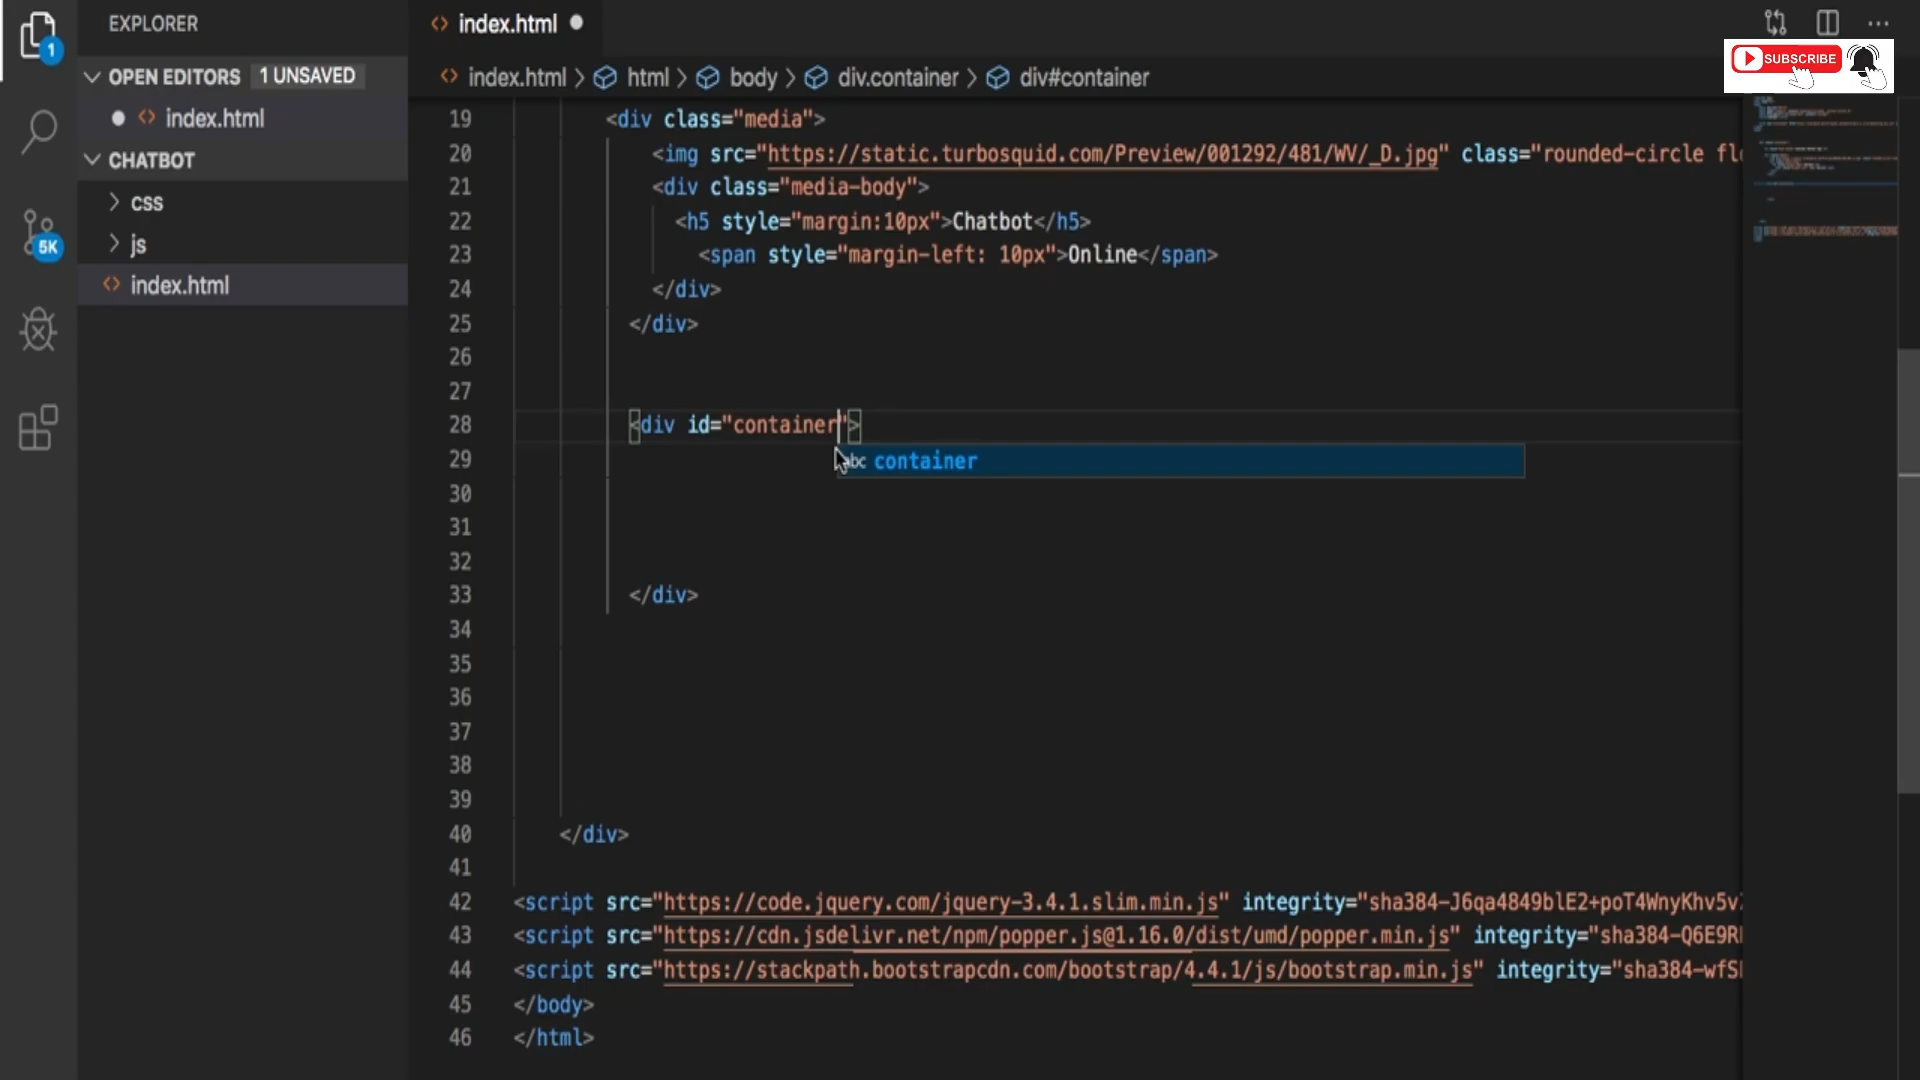 EXPLORER
index.html
SUBSCRIBE
OPEN EDITORS 1 UNSAVED
index.html > html > body > div.container > div#container
1
index.html
CHATBOT
css
js
index.html
5K
19 <div class="media">
20 <img src="https://static.turbosquid.com/Preview/001292/481/WV/_D.jpg" class="rounded-circle
21 <div class="media-body">
22 <h5 style="margin:10px">Chatbot</h5>
23 <span style="margin-left: 10px">Online</span>
24 </div>
25 </div>
26
27
28 <div id="container">
29 abc container
30
31
32
33 </div>
34
35
36
37
38
39
40 </div>
41
42 <script src="https://code.jquery.com/jquery-3.4.1.slim.min.js" integrity="sha384-J6qa4849blE2+poT4WnyKhv5v
43 <script src="https://cdn.jsdelivr.net/npm/popper.js@1.16.0/dist/umd/popper.min.js" integrity="sha384-Q6E9R
44 <script src="https://stackpath.bootstrapcdn.com/bootstrap/4.4.1/js/bootstrap.min.js" integrity="sha384-wfS
45 </body>
46 </html>